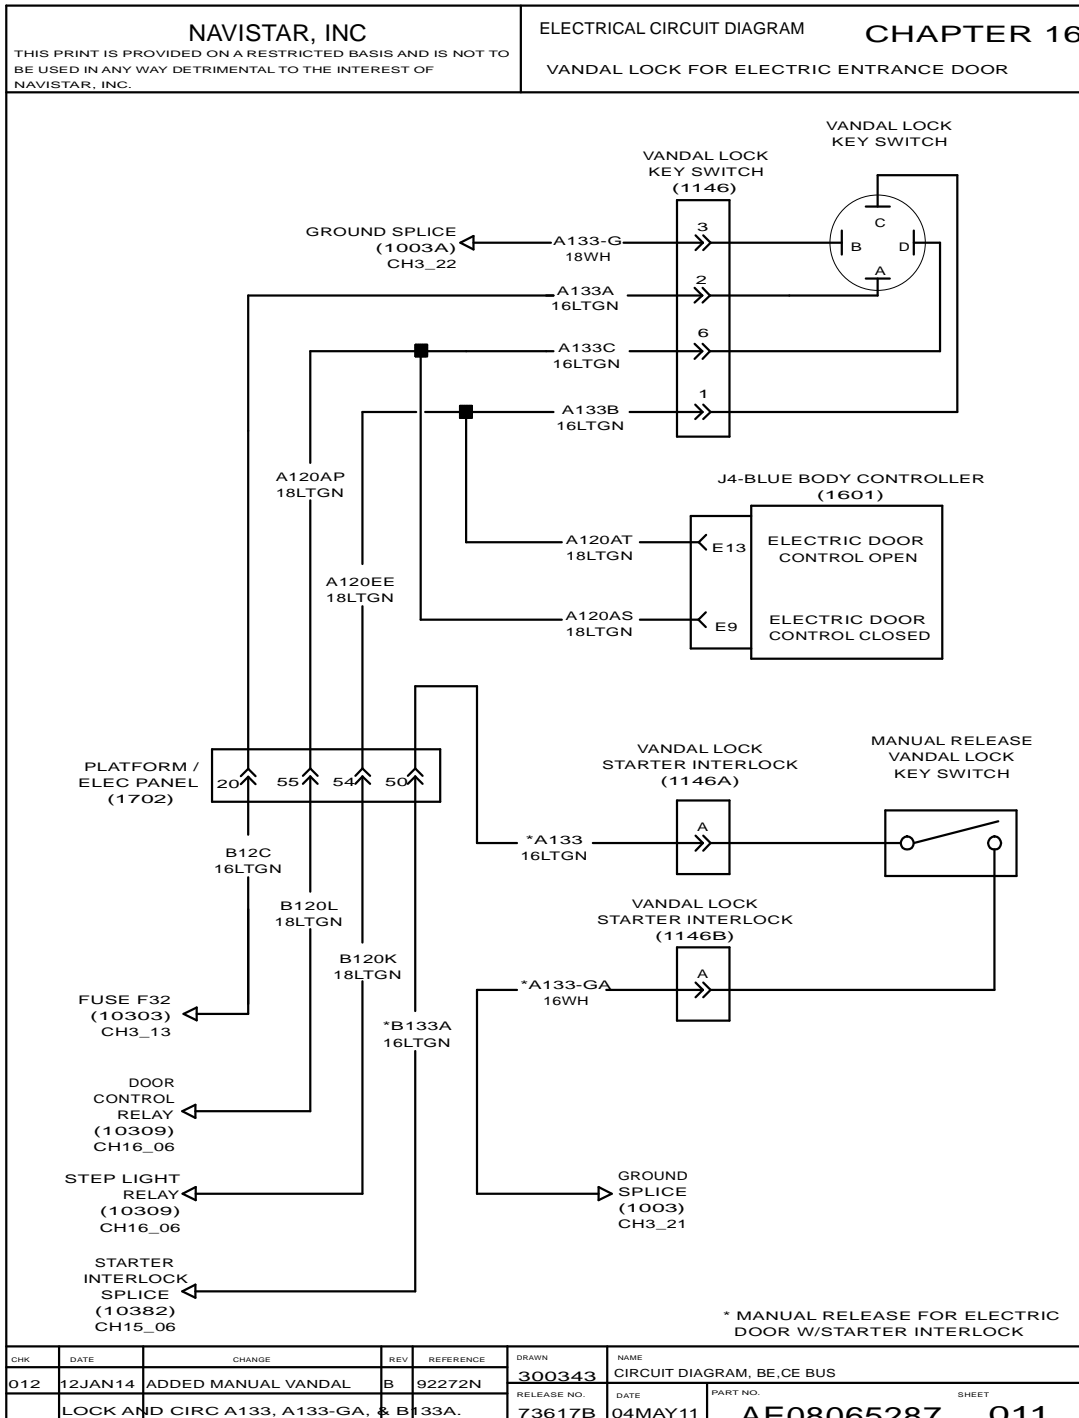 NAVISTAR, INC
THIS PRINT IS PROVIDED ON A RESTRICTED BASIS AND IS NOT TO
BE USED IN ANY WAY DETRIMENTAL TO THE INTEREST OF
NAVISTAR, INC.
ELECTRICAL CIRCUIT DIAGRAM
CHAPTER 16
VANDAL LOCK FOR ELECTRIC ENTRANCE DOOR
VANDAL LOCK
KEY SWITCH
VANDAL LOCK
KEY SWITCH
(1146)
C
B
D
A
GROUND SPLICE
(1003A)
CH3_22
A133-G
18WH
3
A133A
16LTGN
2
A133C
16LTGN
6
A133B
16LTGN
1
A120AP
18LTGN
J4-BLUE BODY CONTROLLER
(1601)
A120AT
18LTGN
E13
ELECTRIC DOOR
CONTROL OPEN
A120EE
18LTGN
A120AS
18LTGN
E9
ELECTRIC DOOR
CONTROL CLOSED
PLATFORM /
ELEC PANEL
(1702)
20
55
54
50
VANDAL LOCK
STARTER INTERLOCK
(1146A)
MANUAL RELEASE
VANDAL LOCK
KEY SWITCH
*A133
16LTGN
A
B12C
16LTGN
B120L
18LTGN
VANDAL LOCK
STARTER INTERLOCK
(1146B)
B120K
18LTGN
*A133-GA
16WH
A
FUSE F32
(10303)
CH3_13
*B133A
16LTGN
DOOR
CONTROL
RELAY
(10309)
CH16_06
STEP LIGHT
RELAY
(10309)
CH16_06
GROUND
SPLICE
(1003)
CH3_21
STARTER
INTERLOCK
SPLICE
(10382)
CH15_06
* MANUAL RELEASE FOR ELECTRIC
DOOR W/STARTER INTERLOCK
CHK DATE CHANGE REV REFERENCE
012 12JAN14 ADDED MANUAL VANDAL B 92272N
LOCK AND CIRC A133, A133-GA, & B133A.
DRAWN
300343
NAME
CIRCUIT DIAGRAM, BE,CE BUS
RELEASE NO.
73617B
DATE
04MAY11
PART NO.
AE08065287
SHEET
011